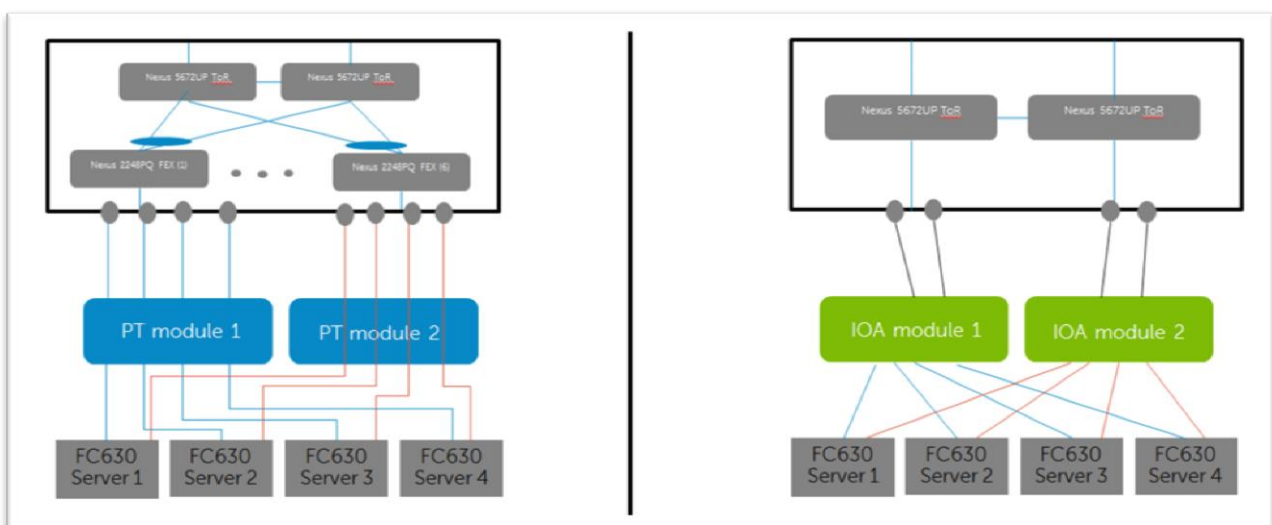 Nexus 5672UP ToR
Nexus 5672UP ToR
Nexus 2248PQ FEX (1)
Nexus 2248PQ FEX (6)
PT module 1
PT module 2
FC630
Server 1
FC630
Server 2
FC630
Server 3
FC630
Server 4
Nexus 5672UP ToR
Nexus 5672UP ToR
IOA module 1
IOA module 2
FC630
Server 1
FC630
Server 2
FC630
Server 3
FC630
Server 4